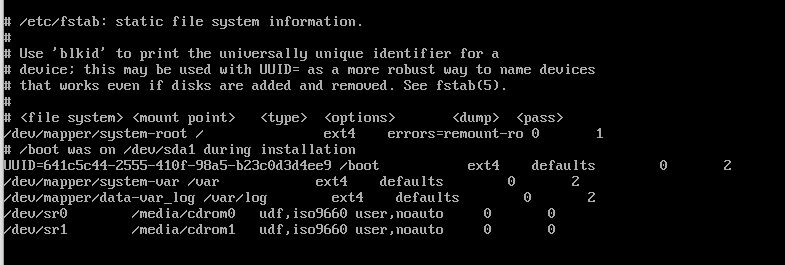 # /etc/fstab: static file system information.
#
# Use 'blkid' to print the universally unique identifier for a
# device; this may be used with UUID= as a more robust way to name devices
# that works even if disks are added and removed. See fstab(5).
#
# <file system> <mount point>   <type>  <options>       <dump>  <pass>
/dev/mapper/system-root /               ext4    errors=remount-ro 0       1
# /boot was on /dev/sda1 during installation
UUID=641c5c44-2555-410f-98a5-b23c0d3d4ee9 /boot           ext4    defaults        0       2
/dev/mapper/system-var /var            ext4    defaults        0       2
/dev/mapper/data-var_log /var/log        ext4    defaults        0       2
/dev/sr0        /media/cdrom0   udf,iso9660 user,noauto     0       0
/dev/sr1        /media/cdrom1   udf,iso9660 user,noauto     0       0